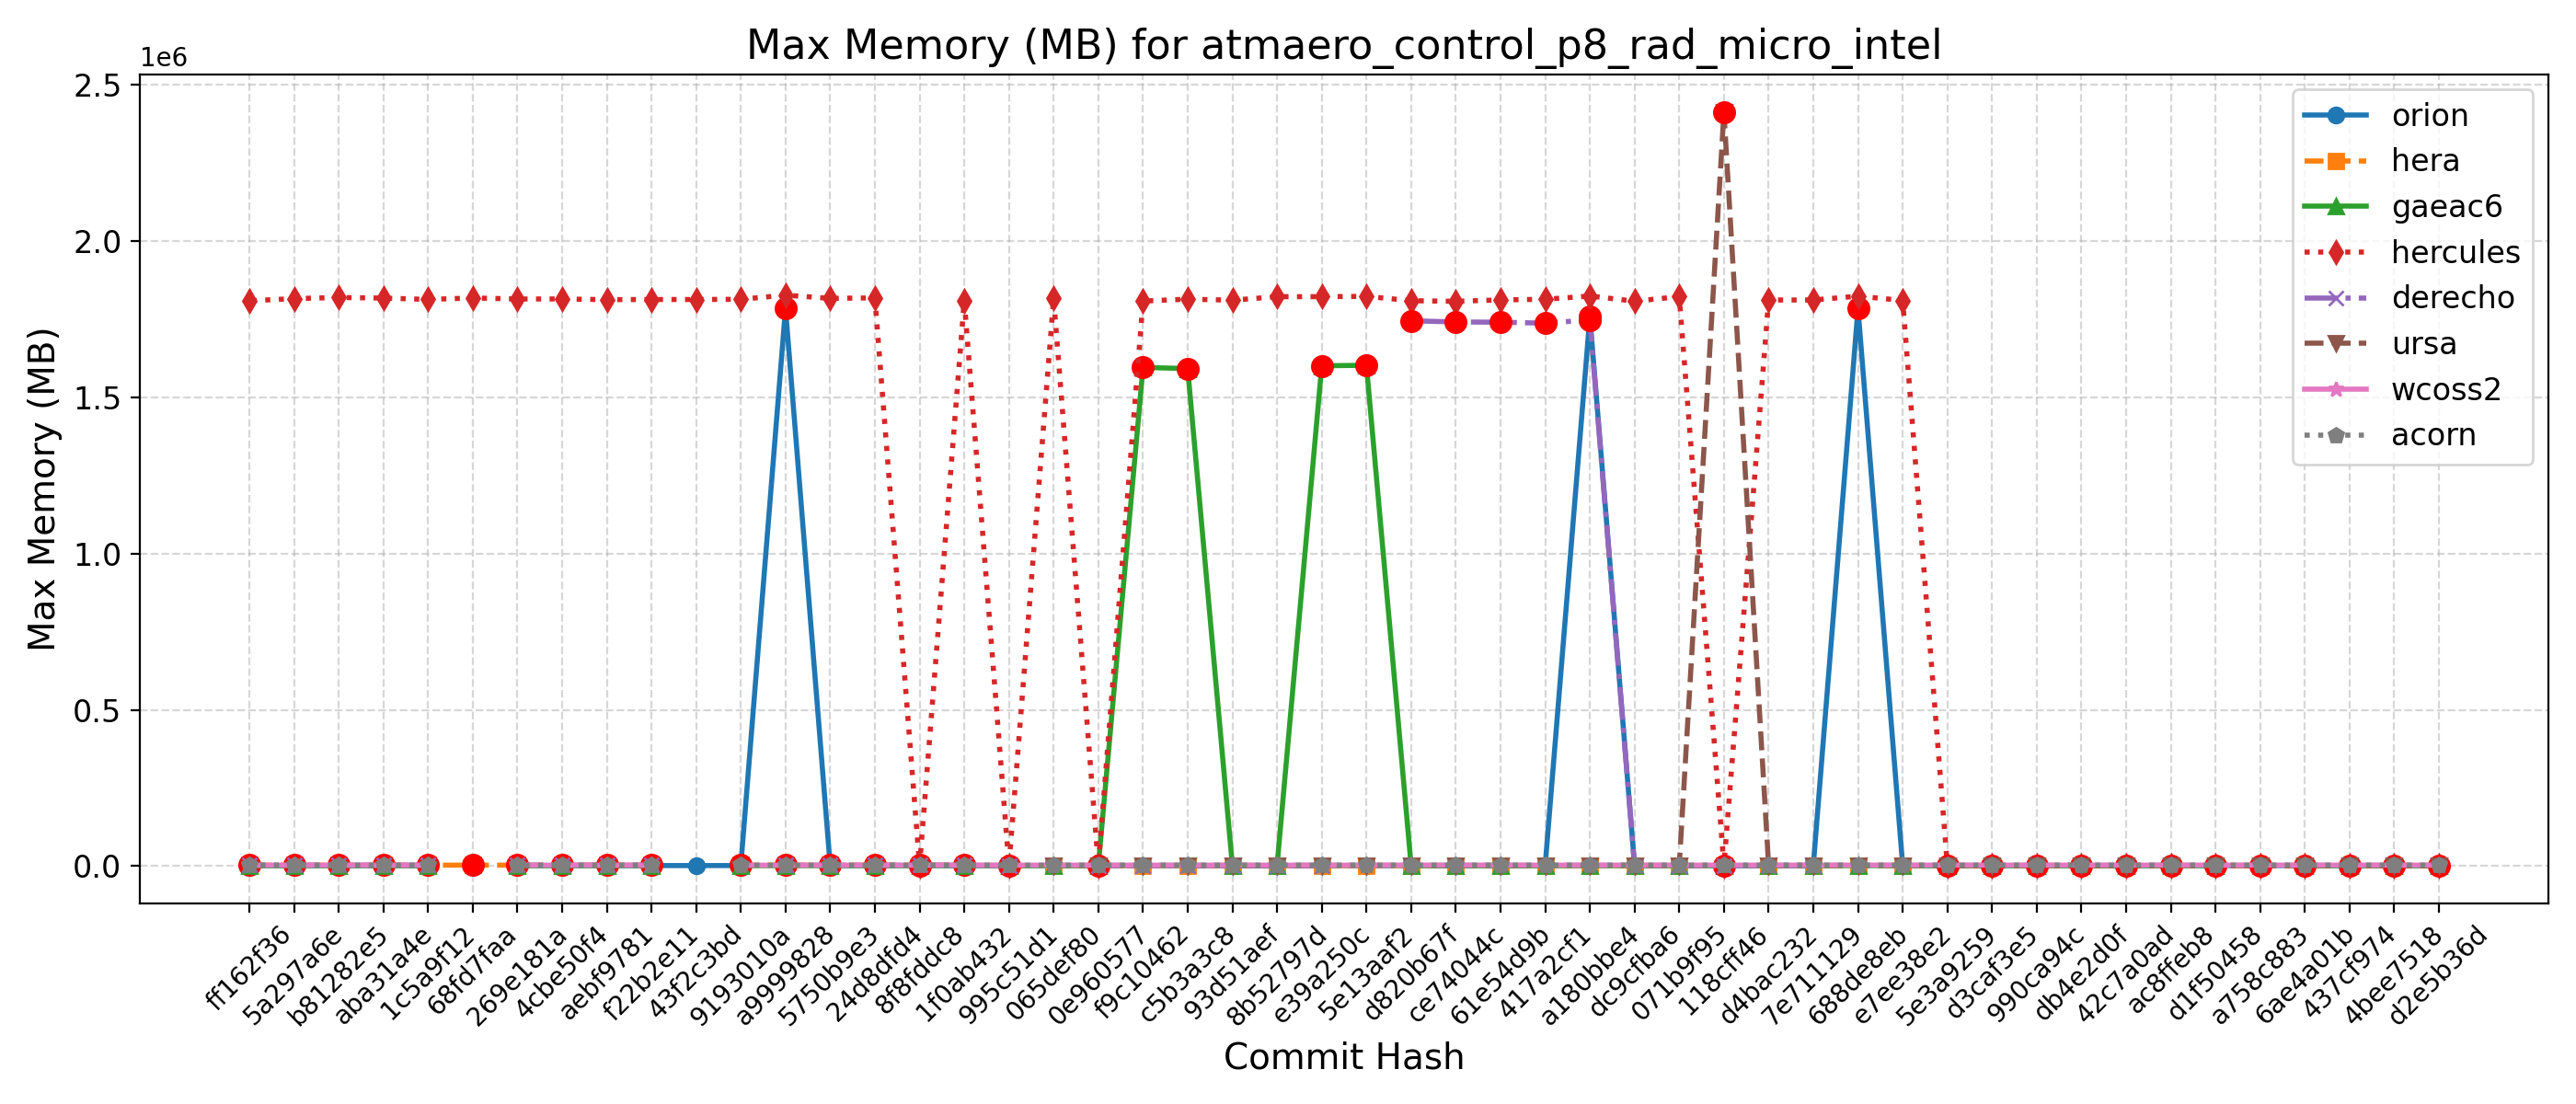 Max Memory (MB) for atmaero_control_p8_rad_micro_intel
1e6
2.5
2.0
1.5
1.0
0.5
0.0
Max Memory (MB)
orion
hera
gaeac6
hercules
derecho
ursa
wcoss2
acorn
ff162f36
5a297a6e
b81282e5
aba31a4e
1c5a9f12
68fd7faa
269e181a
4cbe50f4
aebf9781
f22b2e11
43f2c3bd
9193010a
a9999828
5750b9e3
24d8dfd4
8f8fddc8
1f0ab432
995c51d1
065def80
0e960577
f9c10462
c5b3a3c8
93d51aef
8b52797d
e39a250c
5e13aaf2
d820b67f
ce74044c
61e54d9b
417a2cf1
a180bbe4
dc9cfba6
071b9f95
118cff46
d4bac232
7e711129
688de8eb
e7ee38e2
5e3a9259
d3caf3e5
990ca94c
db4e2d0f
42c7a0ad
ac8ffeb8
d1f50458
a758c883
6ae4a01b
437cf974
4bee7518
d2e5b36d
Commit Hash